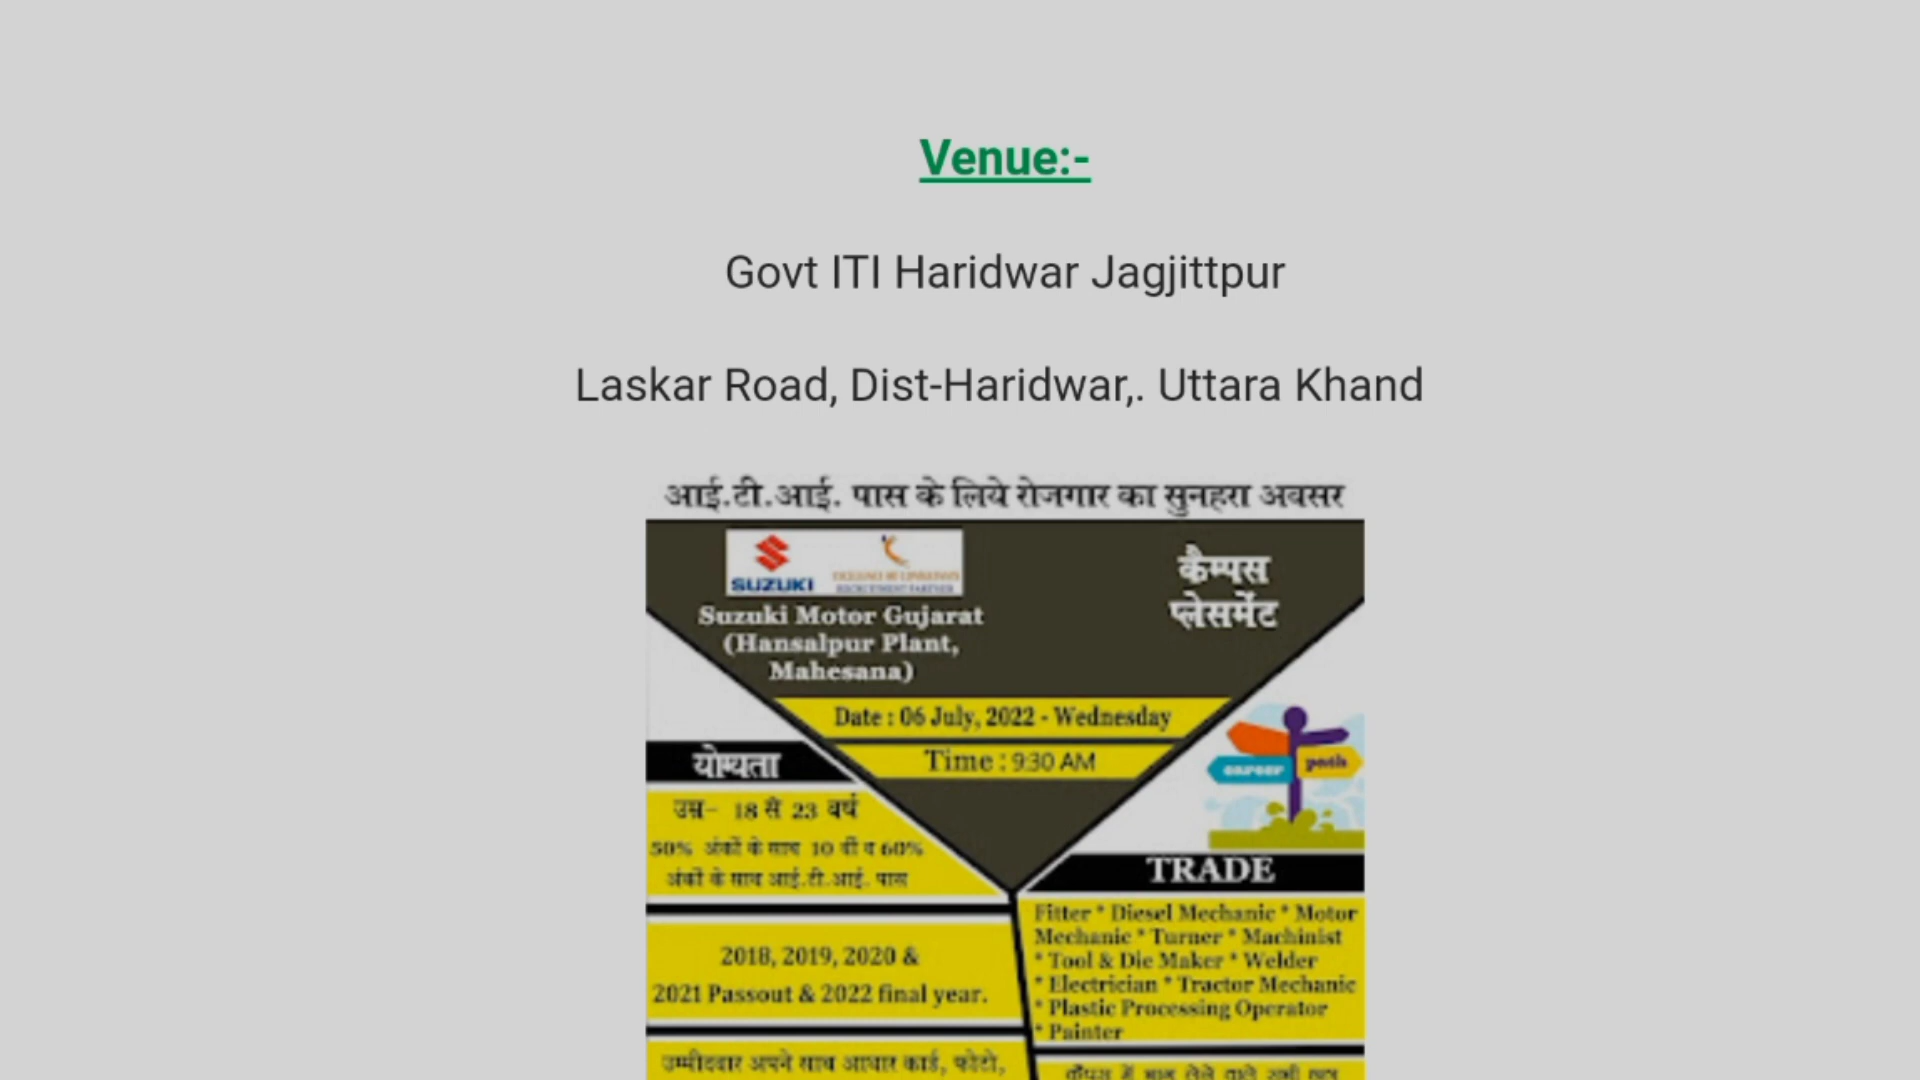 Venue:-
Govt ITI Haridwar Jagjittpur
Laskar Road, Dist-Haridwar,. Uttara Khand
आई.टी.आई. पास के लिये रोजगार का सुनहरा अवसर
SUZUKI
RECRUITMENT PARTNER
Suzuki Motor Gujarat
(Hansalpur Plant,
Mahesana)
कैम्पस
प्लेसमेंट
Date : 06 July, 2022 - Wednesday
Time : 9:30 AM
career
path
योग्यता
उम्र- 18 से 23 वर्ष
50% अंकों के साथ 10 वीं व 60%
अंकों के साथ आई.टी.आई. पास
2018, 2019, 2020 &
2021 Passout & 2022 final year.
उम्मीदवार अपने साथ आधार कार्ड, फोटो,
TRADE
Fitter * Diesel Mechanic * Motor
Mechanic * Turner * Machinist
* Tool & Die Maker * Welder
* Electrician * Tractor Mechanic
* Plastic Processing Operator
* Painter